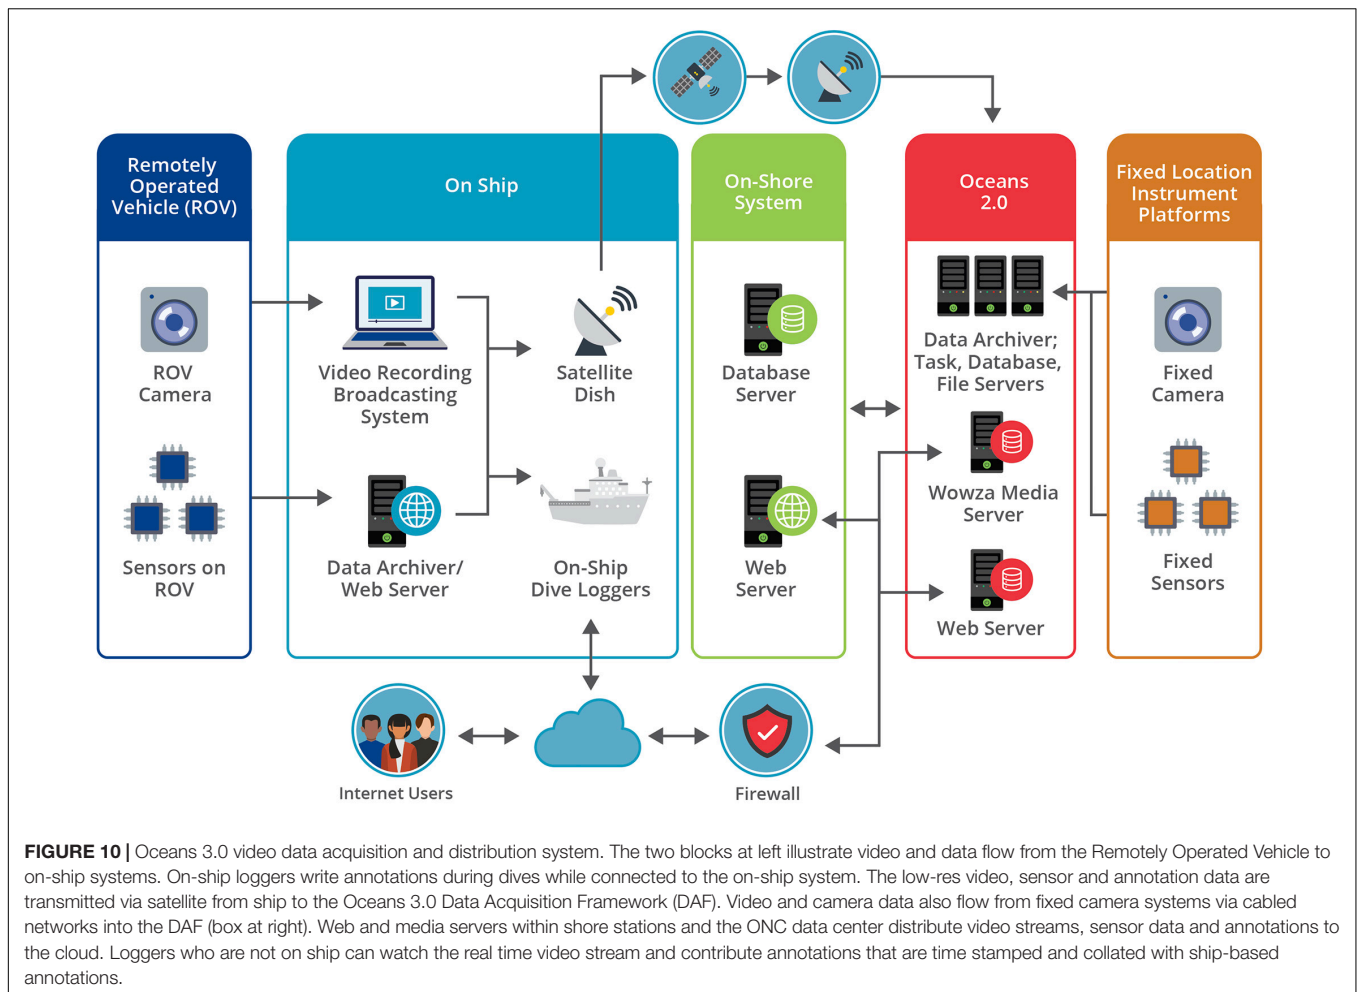 Remotely
Operated
Vehicle (ROV)
ROV
Camera
Sensors on
ROV
On Ship
Video Recording
Broadcasting
System
Satellite
Dish
Data Archiver/
Web Server
On-Ship
Dive Loggers
On-Shore
System
Database
Server
Web
Server
Oceans
2.0
Data Archiver;
Task, Database,
File Servers
Wowza Media
Server
Web Server
Fixed Location
Instrument
Platforms
Fixed
Camera
Fixed
Sensors
Internet Users
Firewall
FIGURE 10 | Oceans 3.0 video data acquisition and distribution system. The two blocks at left illustrate video and data flow from the Remotely Operated Vehicle to
on-ship systems. On-ship loggers write annotations during dives while connected to the on-ship system. The low-res video, sensor and annotation data are
transmitted via satellite from ship to the Oceans 3.0 Data Acquisition Framework (DAF). Video and camera data also flow from fixed camera systems via cabled
networks into the DAF (box at right). Web and media servers within shore stations and the ONC data center distribute video streams, sensor data and annotations to
the cloud. Loggers who are not on ship can watch the real time video stream and contribute annotations that are time stamped and collated with ship-based
annotations.